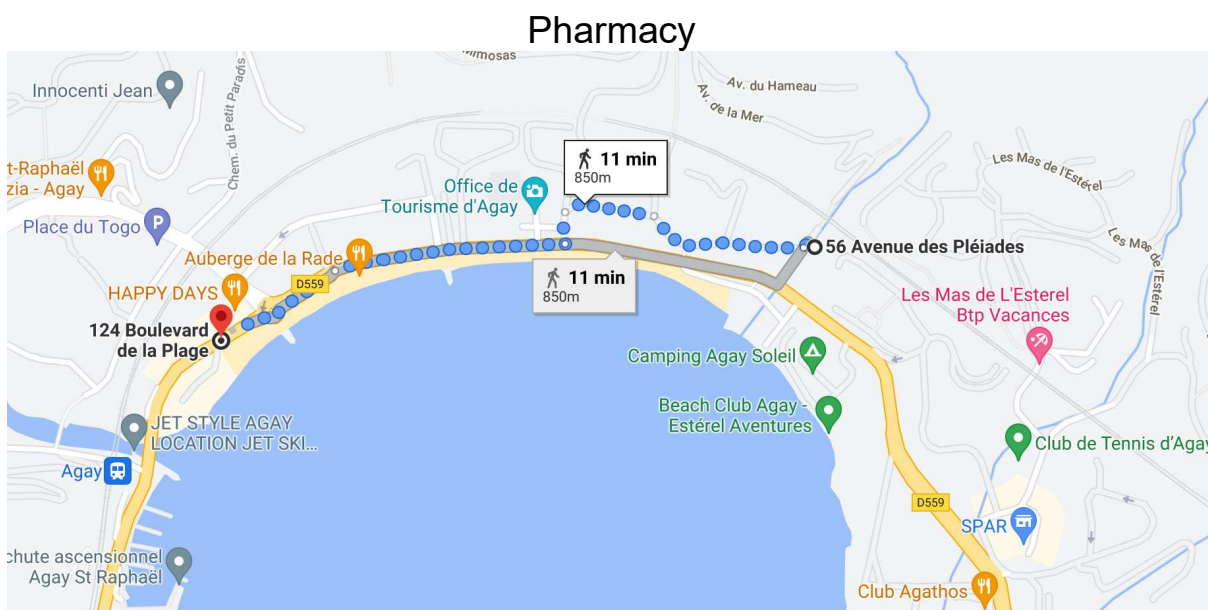 Pharmacy
Mimosas
Innocenti Jean
Chem. du Petit Paradis
Av. du Hameau
Av. de la Mer
t-Raphaël
zia - Agay
Office de
Tourisme d'Agay
11 min
850m
Les Mas de l'Estérel
Place du Togo
Auberge de la Rade
56 Avenue des Pléiades
Les Mas de l'Estérel
D559
11 min
850m
HAPPY DAYS
Les Mas de L'Esterel
Btp Vacances
124 Boulevard
de la Plage
Camping Agay Soleil
Beach Club Agay -
Estérel Aventures
JET STYLE AGAY
LOCATION JET SKI...
Club de Tennis d'Agay
Agay
D559
SPAR
chute ascensionnel
Agay St Raphaël
Club Agathos